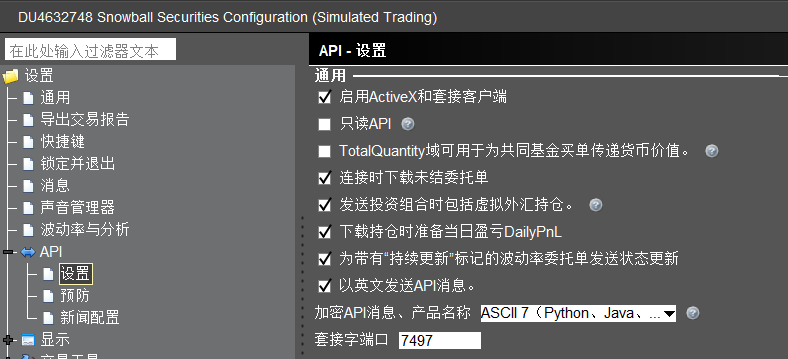 DU4632748 Snowball Securities Configuration (Simulated Trading)
在此处输入过滤器文本
设置
通用
导出交易报告
快捷键
锁定并退出
消息
声音管理器
波动率与分析
API
设置
预防
新闻配置
显示
API - 设置
通用
启用ActiveX和套接客户端
只读API
TotalQuantity域可用于为共同基金买单传递货币价值。
连接时下载未结委托单
发送投资组合时包括虚拟外汇持仓。
下载持仓时准备当日盈亏DailyPnL
为带有“持续更新”标记的波动率委托单发送状态更新
以英文发送API消息。
加密API消息、产品名称 ASCII 7（Python、Java、...
套接字端口 7497